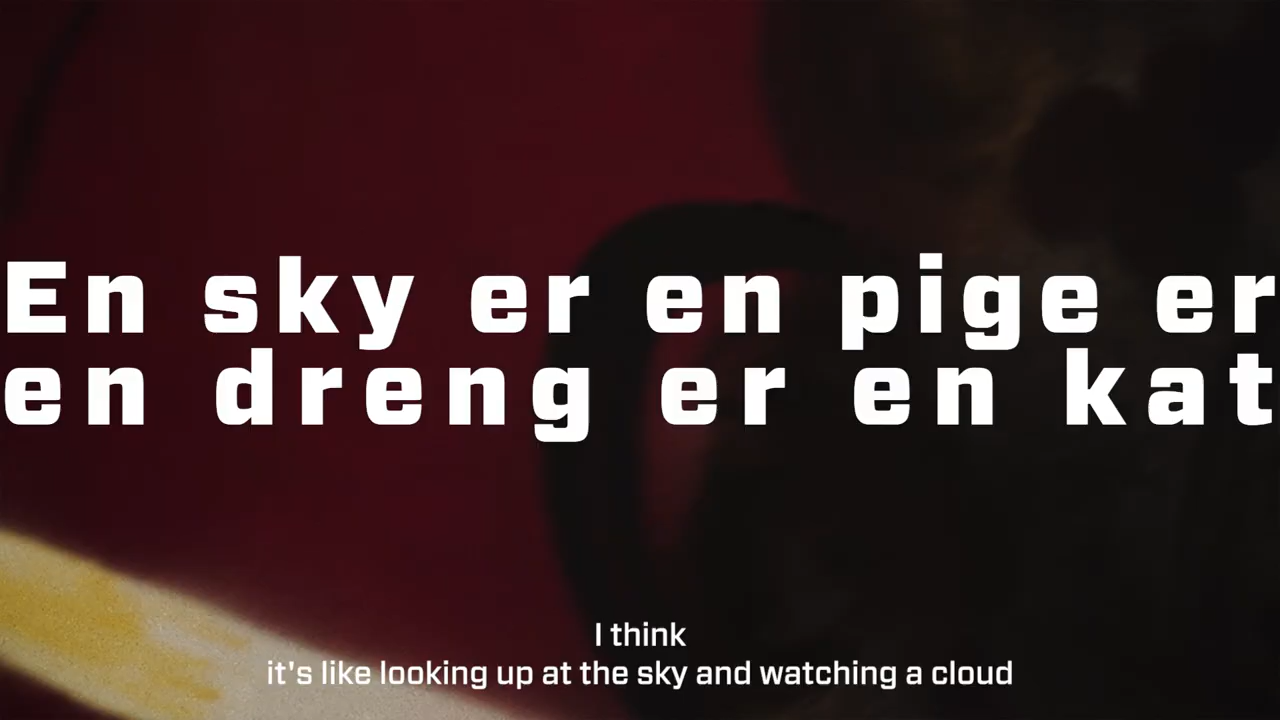 En sky er en pige er
en dreng er en kat
I think
it's like looking up at the sky and watching a cloud